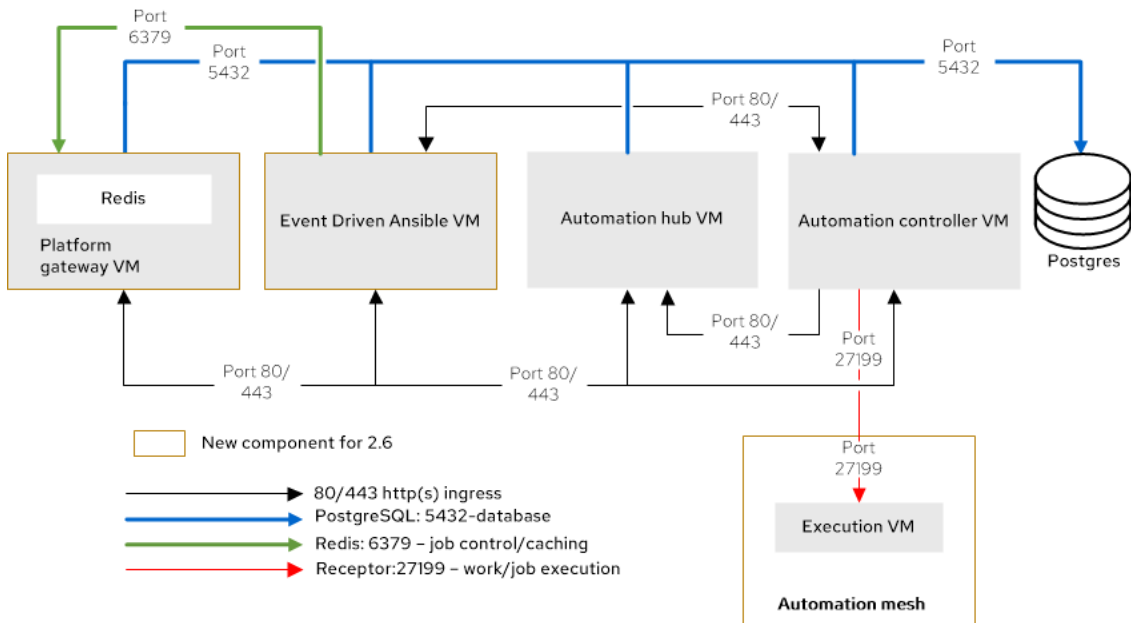 Port
6379
Port
5432
Port
5432
Port 80/
443
Redis
Platform
gateway VM
Event Driven Ansible VM
Automation hub VM
Automation controller VM
Postgres
Port 80/
443
Port
27199
Port 80/
443
Port 80/
443
New component for 2.6
Port
27199
80/443 http(s) ingress
PostgreSQL: 5432-database
Redis: 6379 – job control/caching
Receptor:27199 – work/job execution
Execution VM
Automation mesh